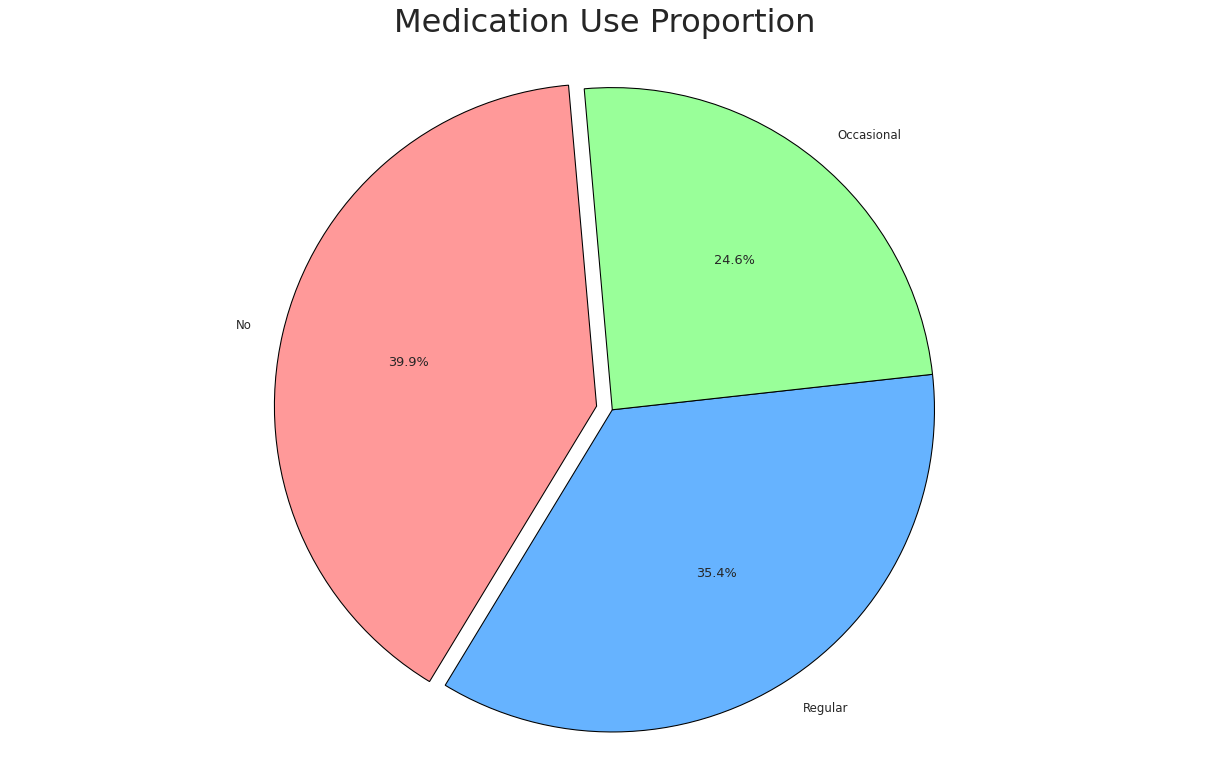 Medication Use Proportion
Occasional
24.6%
No
39.9%
35.4%
Regular